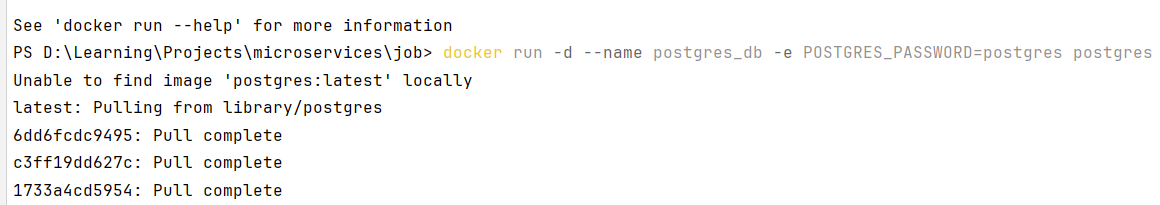 See 'docker run --help' for more information
PS D:\Learning\Projects\microservices\job> docker run -d --name postgres_db -e POSTGRES_PASSWORD=postgres postgres
Unable to find image 'postgres:latest' locally
latest: Pulling from library/postgres
6dd6fcdc9495: Pull complete
c3ff19dd627c: Pull complete
1733a4cd5954: Pull complete